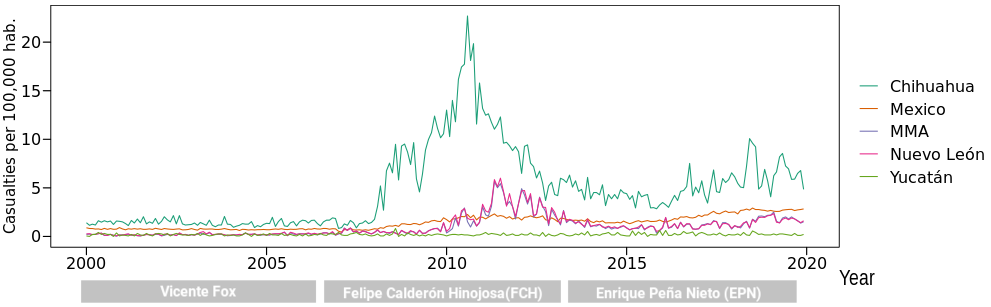 Casualties per 100,000 hab.
20
15
10
5
0
2000 2005 2010 2015 2020
Year
Chihuahua
Mexico
MMA
Nuevo León
Yucatán
Vicente Fox Felipe Calderón Hinojosa(FCH) Enrique Peña Nieto (EPN)